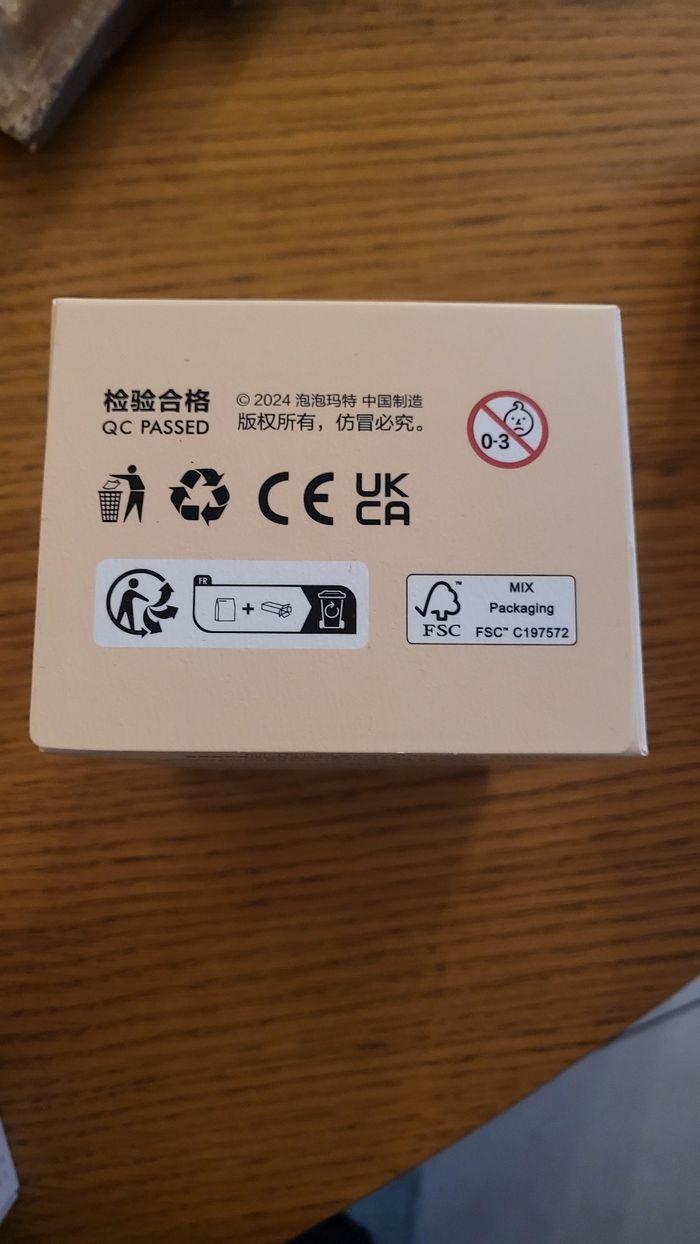 检验合格
QC PASSED
© 2024 泡泡玛特 中国制造
版权所有，仿冒必究。
0-3
CE
UK
CA
FR
FSC™
MIX
Packaging
FSC™ C197572